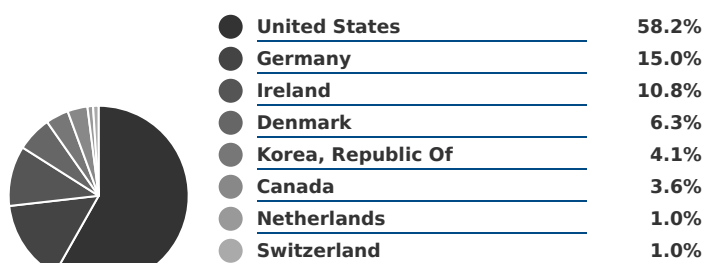 United States 58.2%
Germany 15.0%
Ireland 10.8%
Denmark 6.3%
Korea, Republic Of 4.1%
Canada 3.6%
Netherlands 1.0%
Switzerland 1.0%